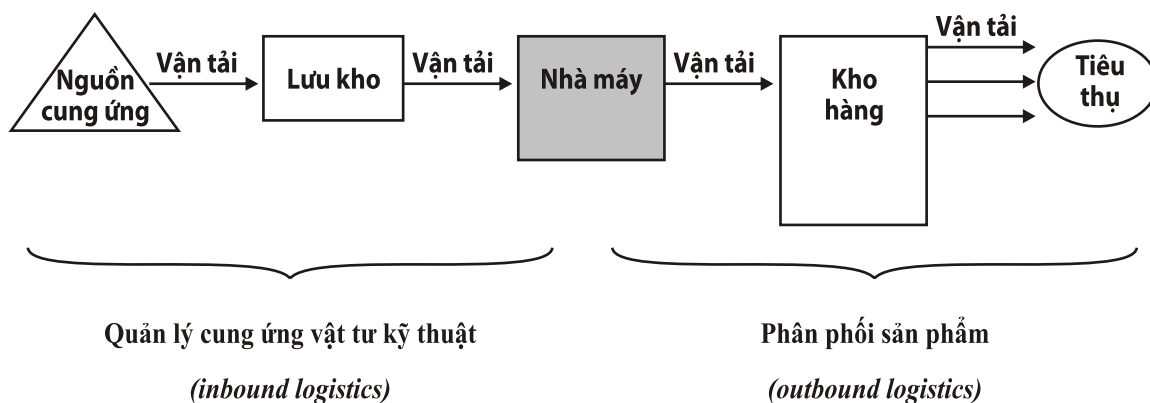 Nguồn
cung ứng
Vận tải
Lưu kho
Vận tải
Nhà máy
Vận tải
Kho
hàng
Vận tải
Tiêu
thụ
Quản lý cung ứng vật tư kỹ thuật
(inbound logistics)
Phân phối sản phẩm
(outbound logistics)